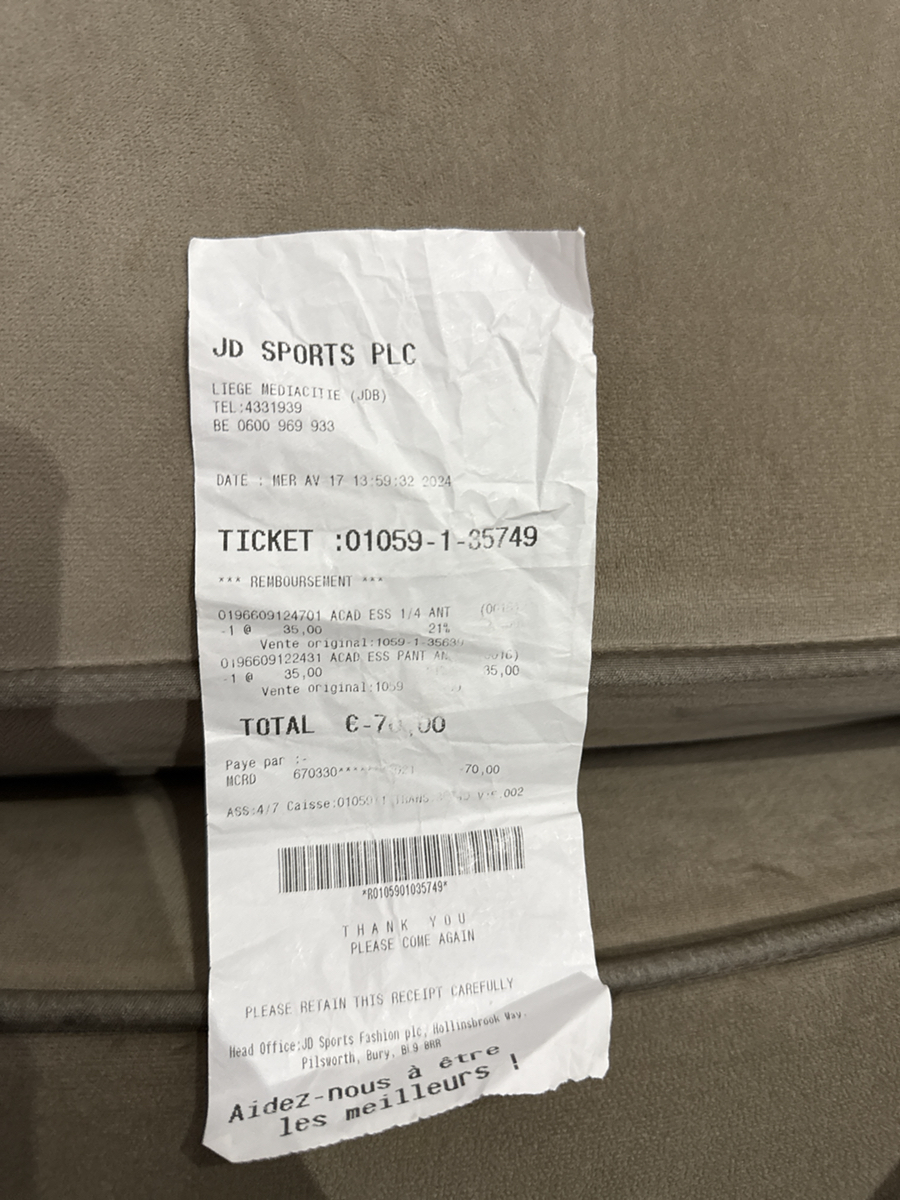 JD SPORTS PLC
LIEGE MEDIACITIE (JDB)
TEL:4331939
BE 0600 969 933
DATE : MER AV 17 13:59:32 2024
TICKET :01059-1-35749
*** REMBOURSEMENT ***
0196609124701 ACAD ESS 1/4 ANT
-1 @ 35,00 21%
Vente original:1059-1-3563
0196609122431 ACAD ESS PANT
-1 @ 35,00 35,00
Vente original:1059
TOTAL €-70,00
Paye par :-
MCRD 670330***** -70,00
ASS:4/7 Caisse:01059-1 TRANS
*R0105901035749*
THANK YOU
PLEASE COME AGAIN
PLEASE RETAIN THIS RECEIPT CAREFULLY
Head Office:JD Sports Fashion plc, Hollinsbrook Way.
Pilsworth, Bury, BL9 8RR
Aidez-nous à être
les meilleurs !